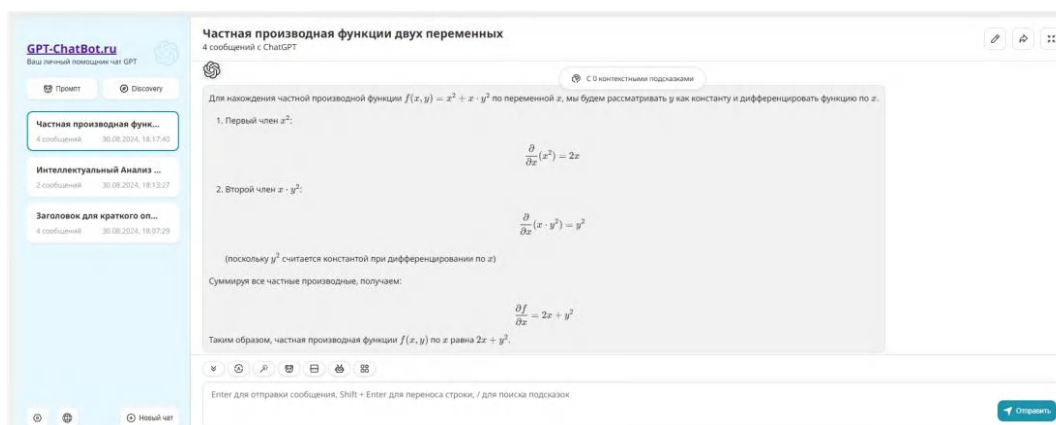 GPT-ChatBot.ru
Ваш личный помощник чат GPT
Промпт
Discovery
Частная производная функ...
4 сообщений 30.08.2024, 18:17:40
Интеллектуальный Анализ ...
2 сообщений 30.08.2024, 18:13:27
Заголовок для краткого оп...
4 сообщений 30.08.2024, 18:07:29
Новый чат
Частная производная функции двух переменных
4 сообщений с ChatGPT
С 0 контекстными подсказками
Для нахождения частной производной функции f(x, y) = x² + x · y² по переменной x, мы будем рассматривать y как константу и дифференцировать функцию по x.
1. Первый член x²:
∂/∂x (x²) = 2x
2. Второй член x · y²:
∂/∂x (x · y²) = y²
(поскольку y² считается константой при дифференцировании по x)
Суммируя все частные производные, получаем:
∂f/∂x = 2x + y²
Таким образом, частная производная функции f(x, y) по x равна 2x + y².
Enter для отправки сообщения, Shift + Enter для переноса строки, / для поиска подсказок
Отправить